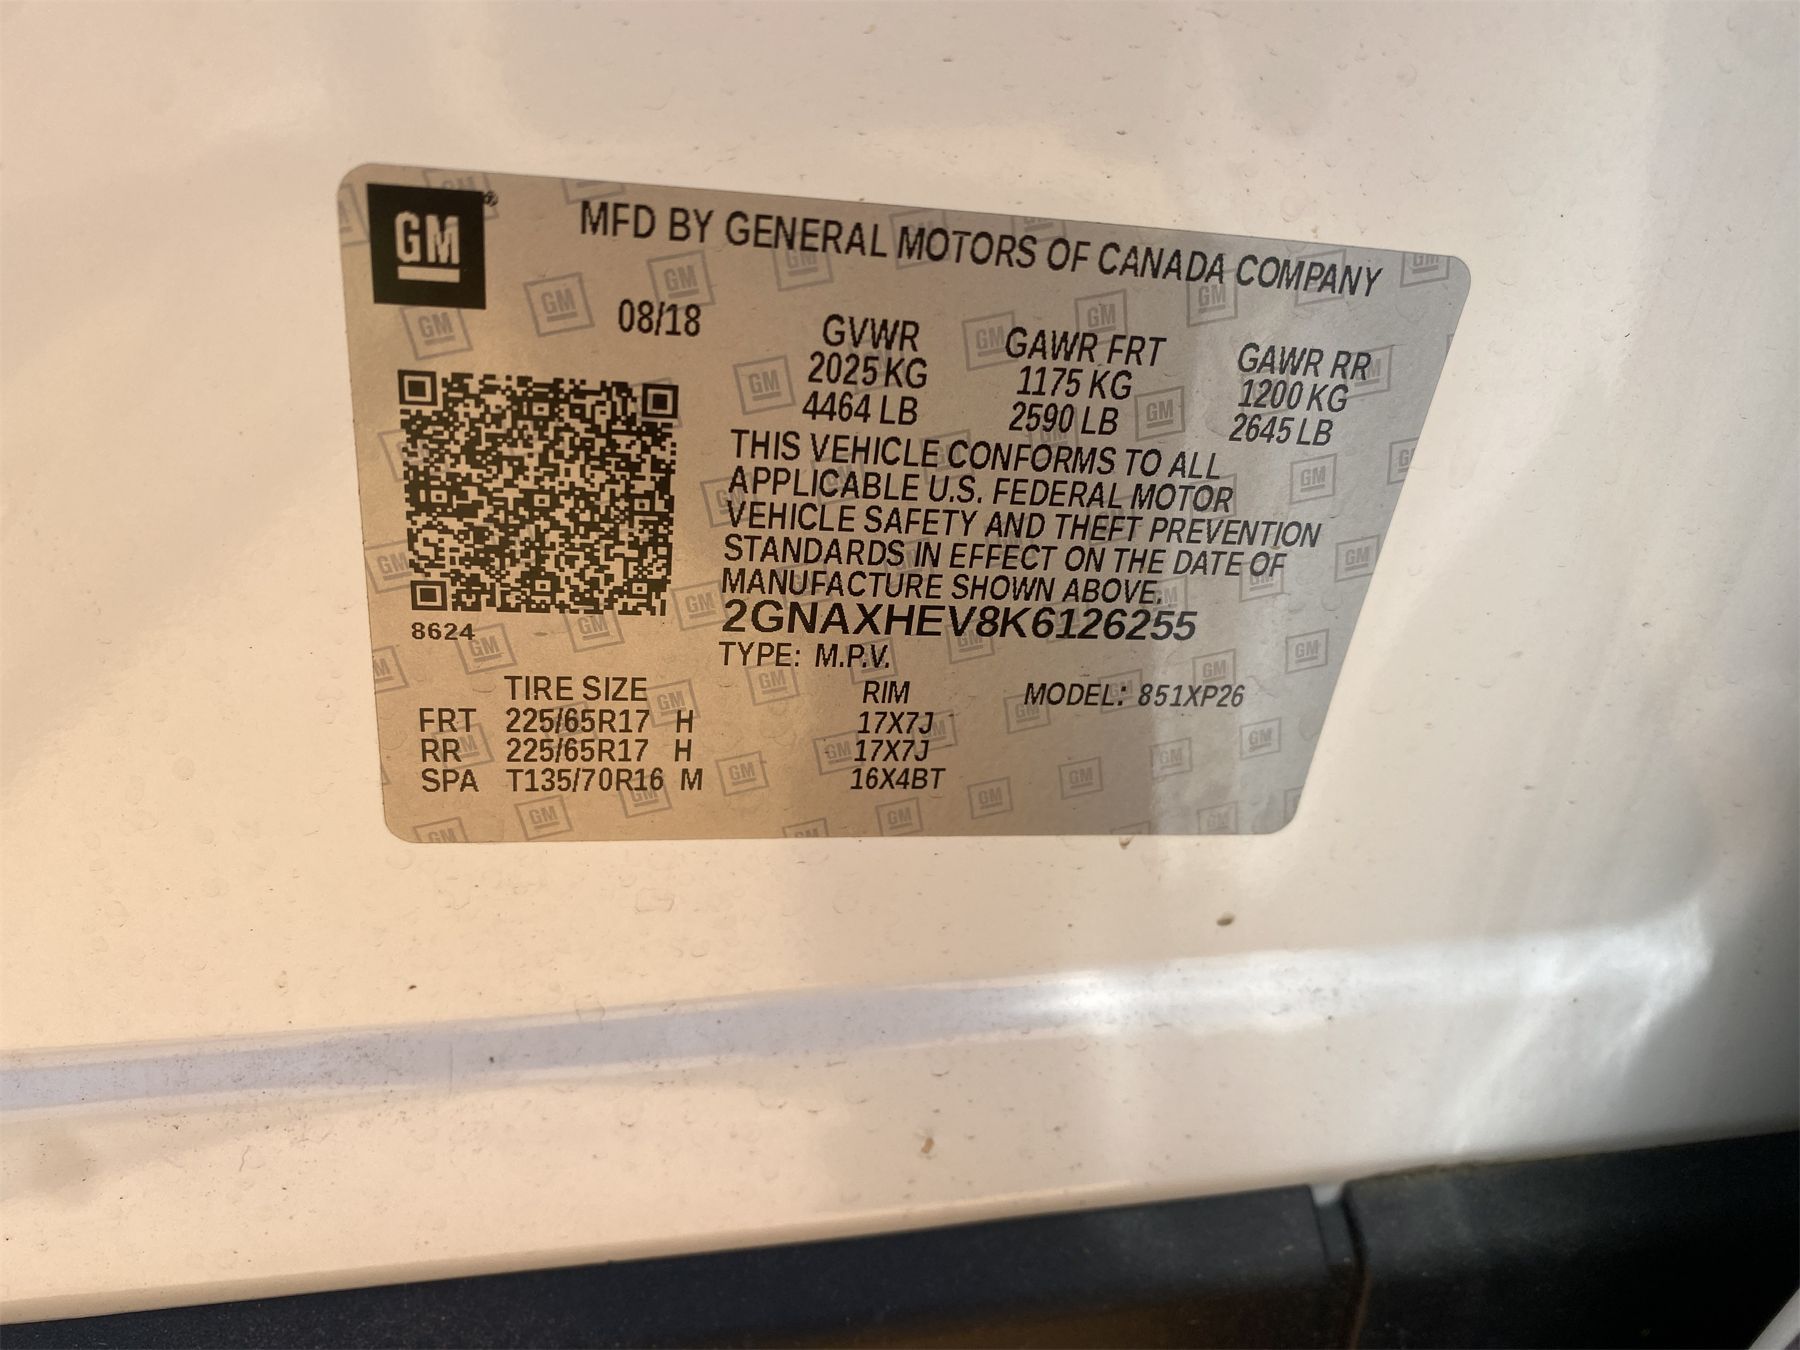 GM®
MFD BY GENERAL MOTORS OF CANADA COMPANY
08/18
GVWR GAWR FRT GAWR RR
2025 KG 1175 KG 1200 KG
4464 LB 2590 LB 2645 LB
THIS VEHICLE CONFORMS TO ALL
APPLICABLE U.S. FEDERAL MOTOR
VEHICLE SAFETY AND THEFT PREVENTION
STANDARDS IN EFFECT ON THE DATE OF
MANUFACTURE SHOWN ABOVE.
2GNAXHEV8K6126255
8624
TYPE: M.P.V.
TIRE SIZE RIM MODEL: 851XP26
FRT 225/65R17 H 17X7J
RR 225/65R17 H 17X7J
SPA T135/70R16 M 16X4BT